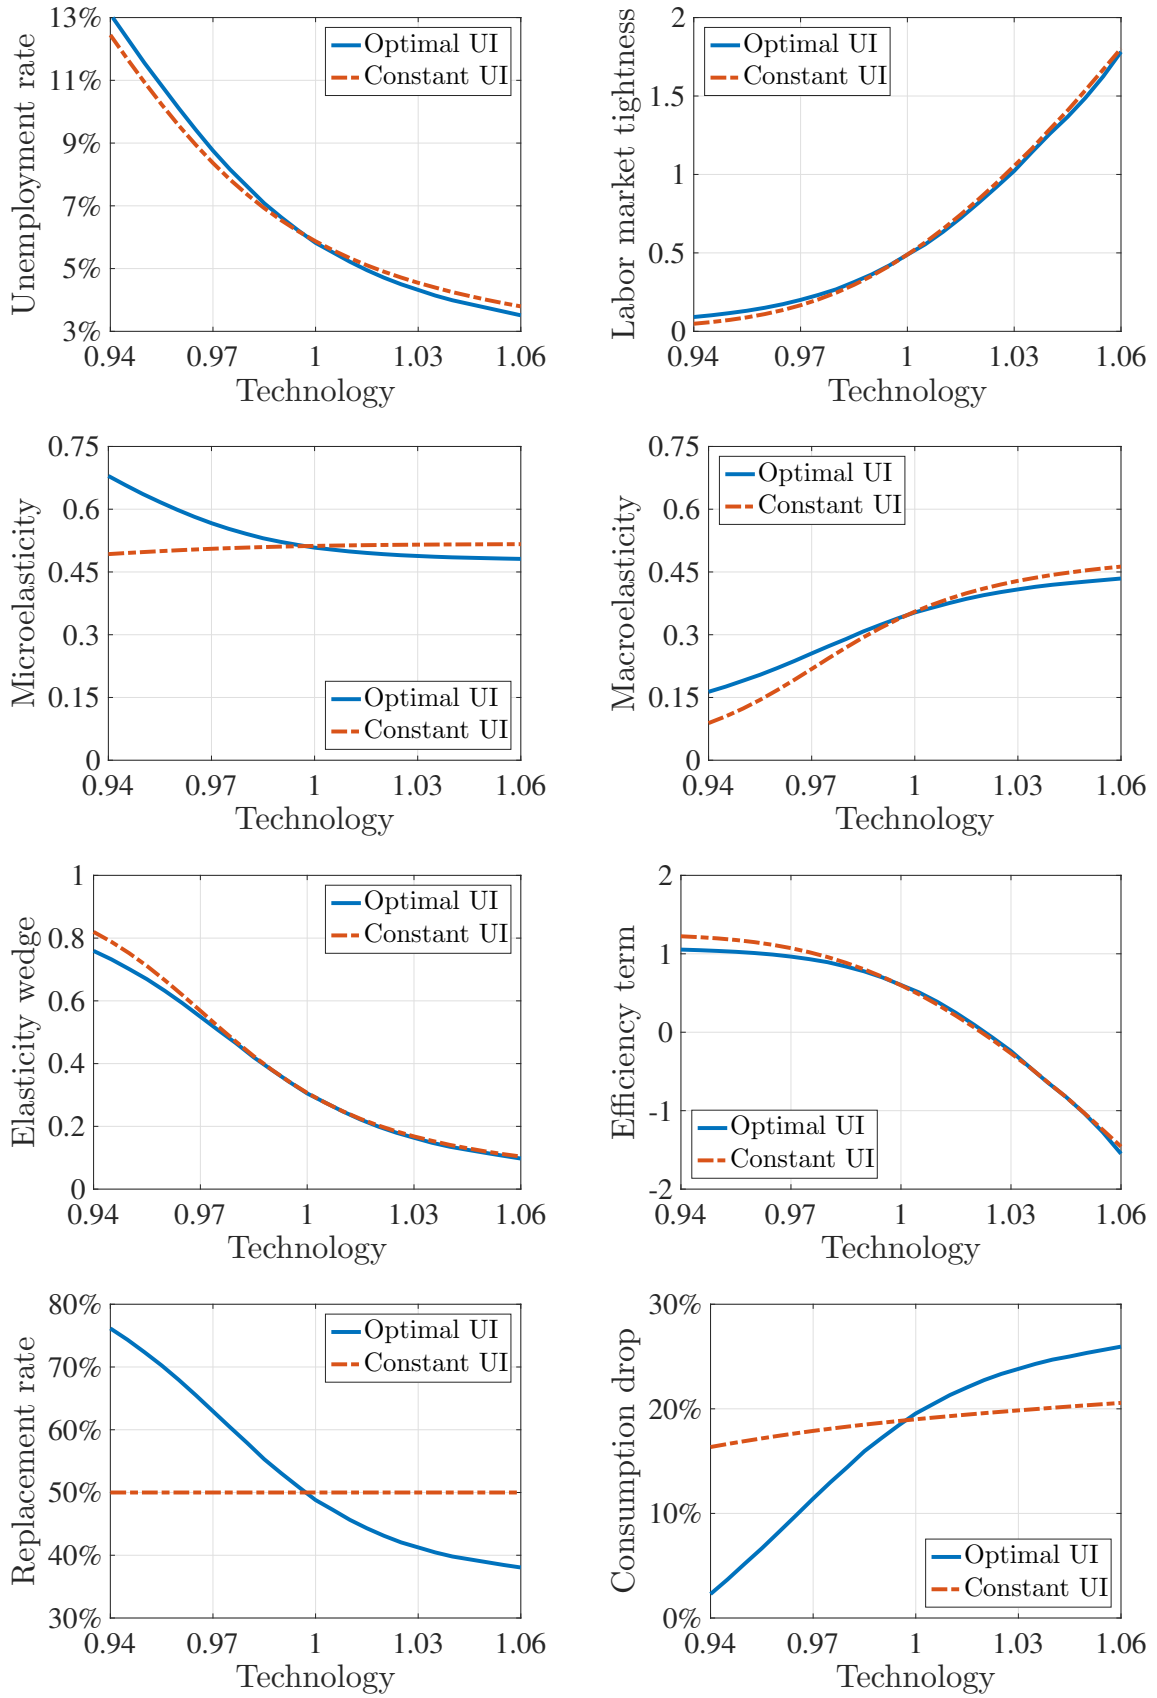 Unemployment rate
13%
11%
9%
7%
5%
3%
0.94 0.97 1 1.03 1.06
Technology
Optimal UI
Constant UI
Labor market tightness
2
1.5
1
0.5
0
0.94 0.97 1 1.03 1.06
Technology
Optimal UI
Constant UI
Microelasticity
0.75
0.6
0.45
0.3
0.15
0
0.94 0.97 1 1.03 1.06
Technology
Optimal UI
Constant UI
Macroelasticity
0.75
0.6
0.45
0.3
0.15
0
0.94 0.97 1 1.03 1.06
Technology
Optimal UI
Constant UI
Elasticity wedge
1
0.8
0.6
0.4
0.2
0
0.94 0.97 1 1.03 1.06
Technology
Optimal UI
Constant UI
Efficiency term
2
1
0
-1
-2
0.94 0.97 1 1.03 1.06
Technology
Optimal UI
Constant UI
Replacement rate
80%
70%
60%
50%
40%
30%
0.94 0.97 1 1.03 1.06
Technology
Optimal UI
Constant UI
Consumption drop
30%
20%
10%
0%
0.94 0.97 1 1.03 1.06
Technology
Optimal UI
Constant UI